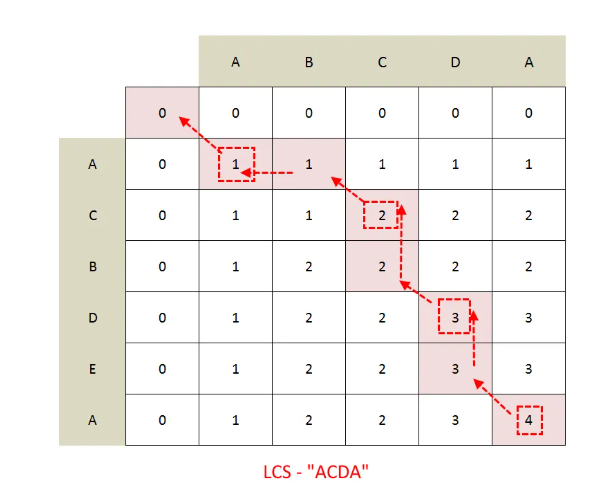 A B C D A
0 0 0 0 0 0
A 0 1 1 1 1 1
C 0 1 1 2 2 2
B 0 1 2 2 2 2
D 0 1 2 2 3 3
E 0 1 2 2 3 3
A 0 1 2 2 3 4
LCS - "ACDA"